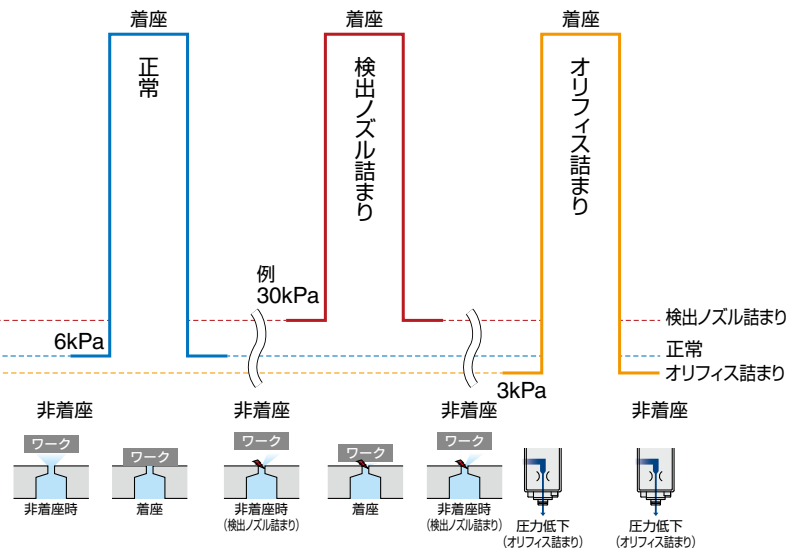 着座
着座
着座
正常
検出ノズル詰まり
オリフィス詰まり
例
30kPa
6kPa
3kPa
検出ノズル詰まり
正常
オリフィス詰まり
非着座
非着座
非着座
非着座
ワーク
ワーク
ワーク
ワーク
ワーク
非着座時
着座
非着座時
(検出ノズル詰まり)
着座
非着座時
(検出ノズル詰まり)
圧力低下
(オリフィス詰まり)
圧力低下
(オリフィス詰まり)